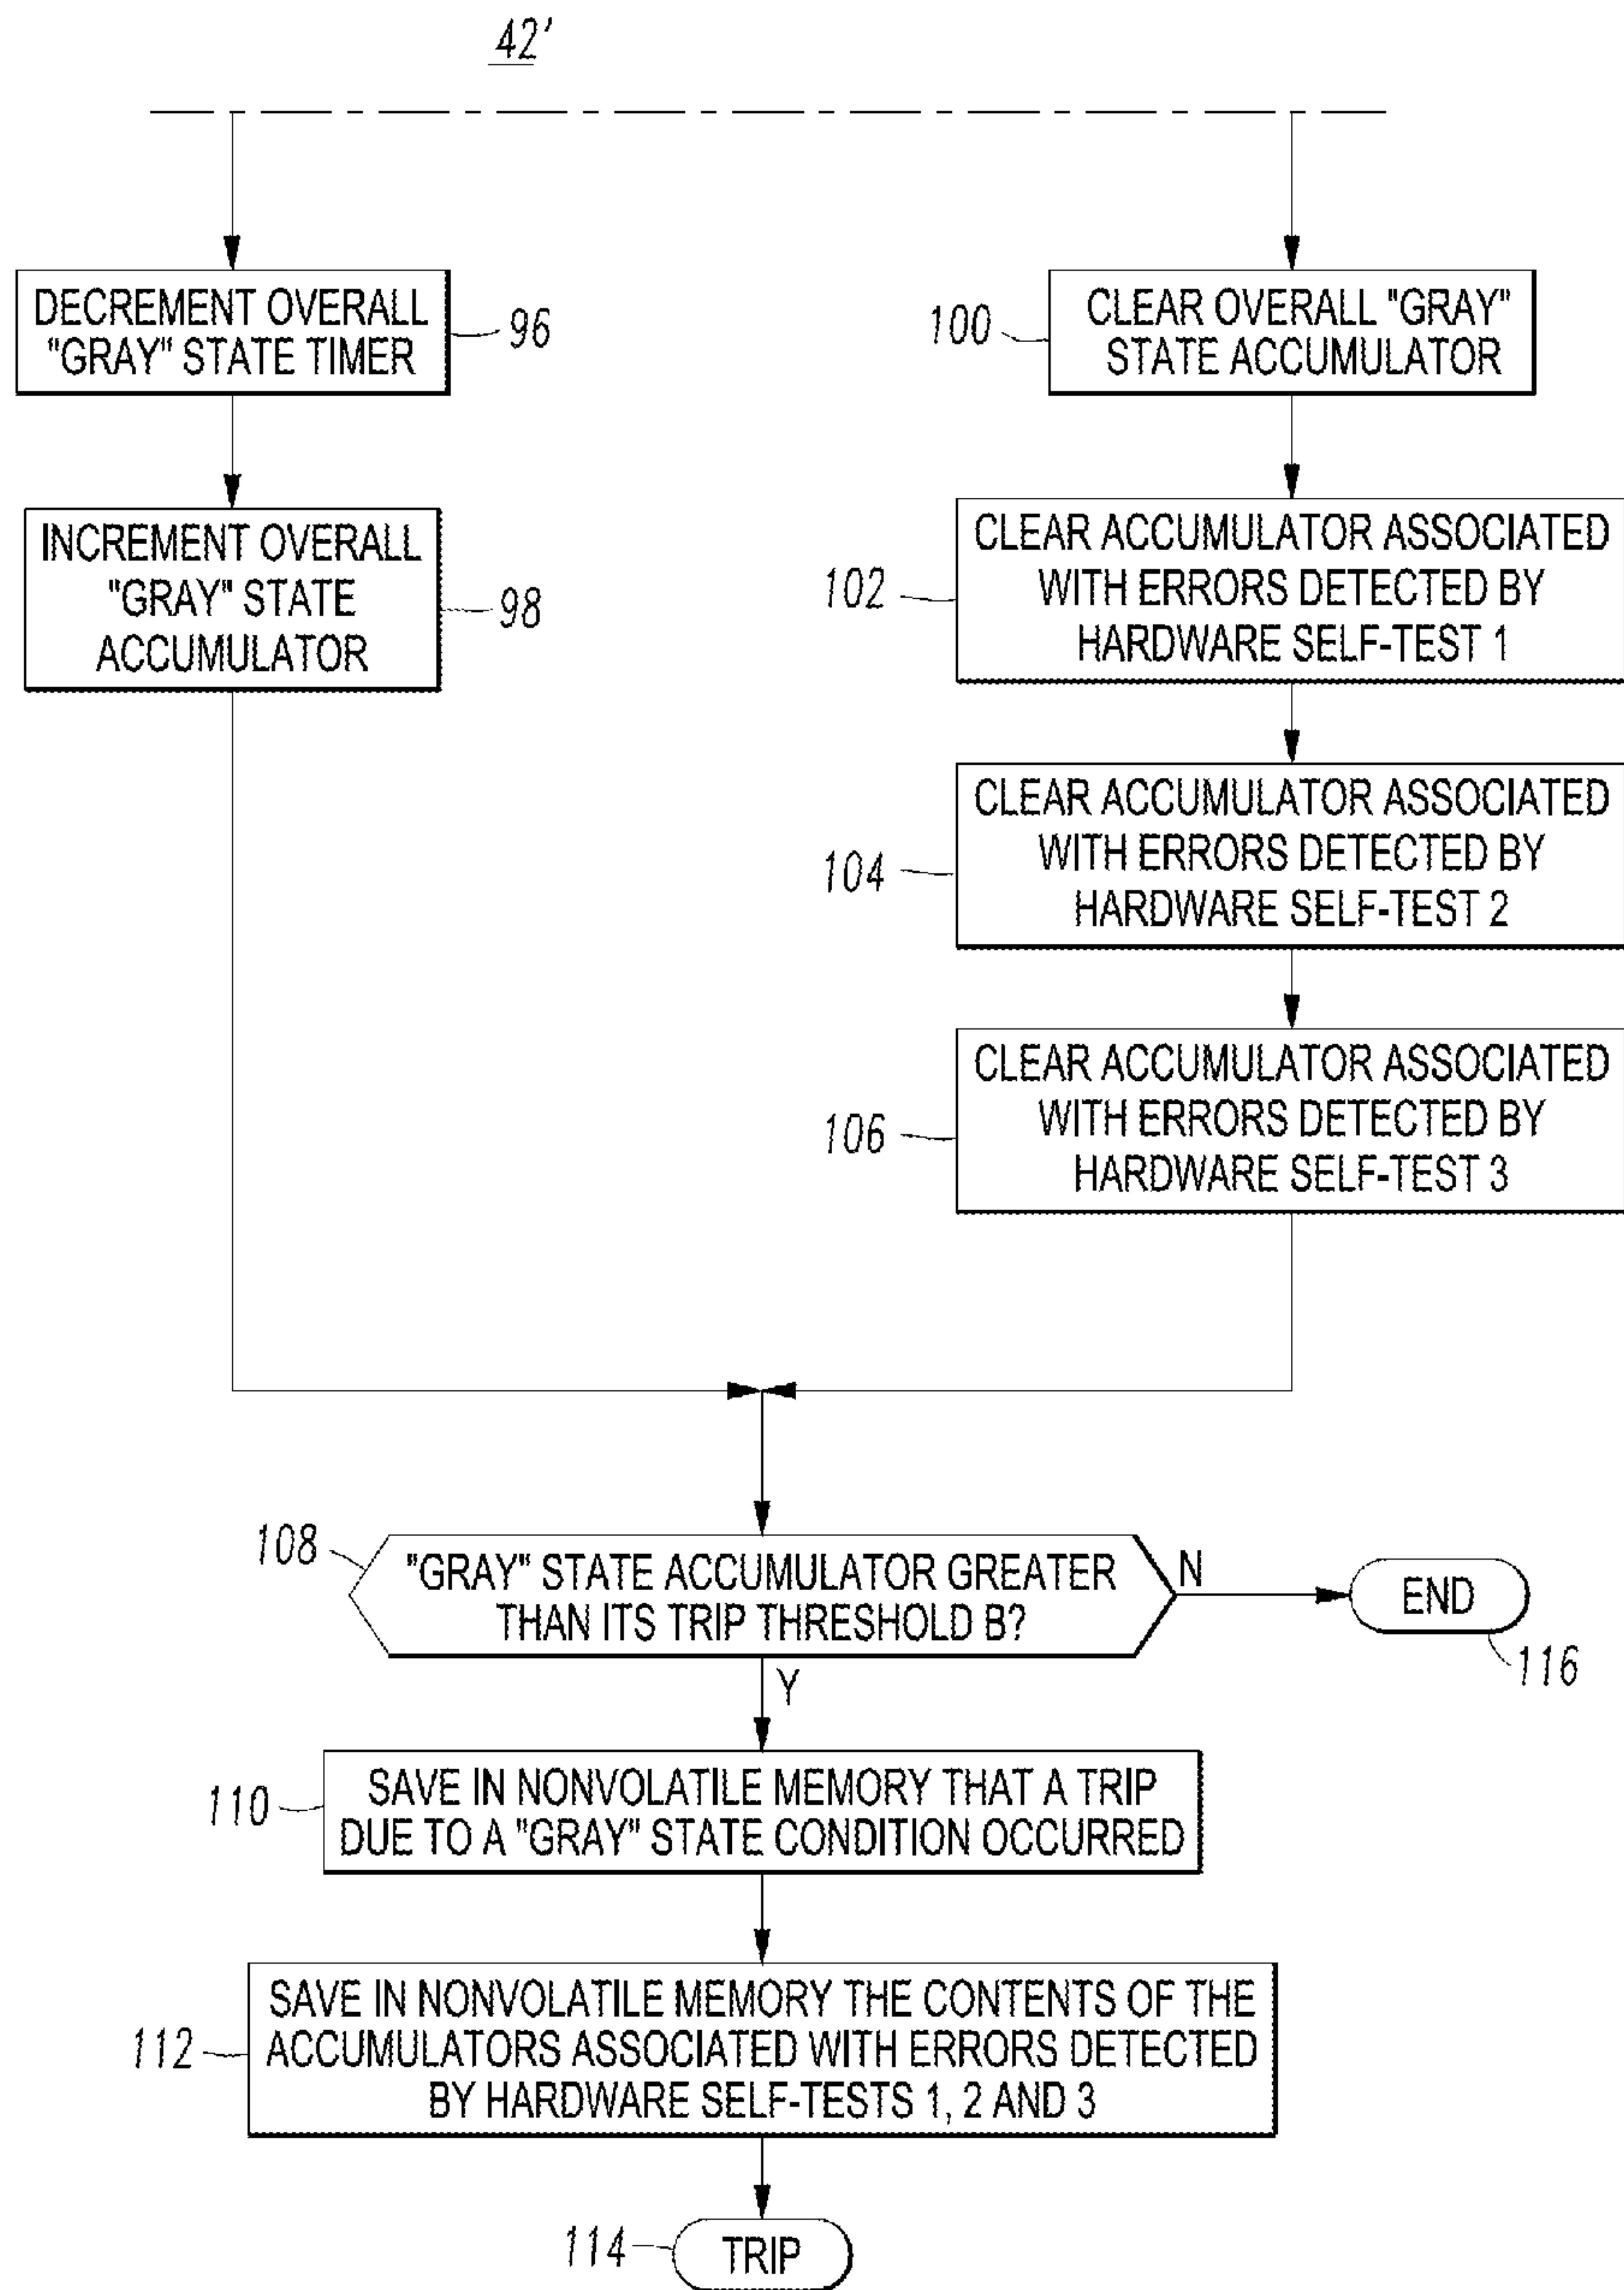 42'
DECREMENT OVERALL
"GRAY" STATE TIMER
96
100
CLEAR OVERALL "GRAY"
STATE ACCUMULATOR
INCREMENT OVERALL
"GRAY" STATE
ACCUMULATOR
98
102
CLEAR ACCUMULATOR ASSOCIATED
WITH ERRORS DETECTED BY
HARDWARE SELF-TEST 1
104
CLEAR ACCUMULATOR ASSOCIATED
WITH ERRORS DETECTED BY
HARDWARE SELF-TEST 2
106
CLEAR ACCUMULATOR ASSOCIATED
WITH ERRORS DETECTED BY
HARDWARE SELF-TEST 3
108
"GRAY" STATE ACCUMULATOR GREATER
THAN ITS TRIP THRESHOLD B?
N
END
116
Y
110
SAVE IN NONVOLATILE MEMORY THAT A TRIP
DUE TO A "GRAY" STATE CONDITION OCCURRED
112
SAVE IN NONVOLATILE MEMORY THE CONTENTS OF THE
ACCUMULATORS ASSOCIATED WITH ERRORS DETECTED
BY HARDWARE SELF-TESTS 1, 2 AND 3
114
TRIP